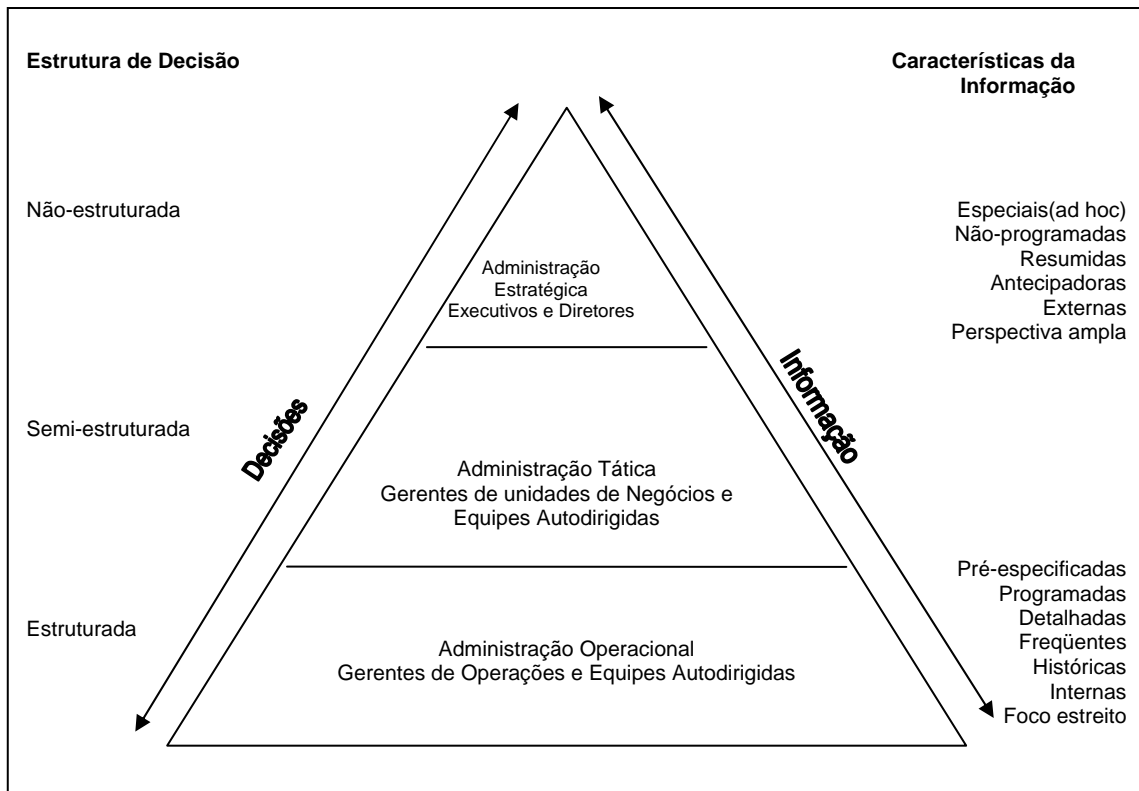 Estrutura de Decisão
Características da
Informação
Não-estruturada
Especiais(ad hoc)
Não-programadas
Resumidas
Antecipadoras
Externas
Perspectiva ampla
Administração
Estratégica
Executivos e Diretores
Decisões
Informação
Semi-estruturada
Administração Tática
Gerentes de unidades de Negócios e
Equipes Autodirigidas
Estruturada
Administração Operacional
Gerentes de Operações e Equipes Autodirigidas
Pré-especificadas
Programadas
Detalhadas
Freqüentes
Históricas
Internas
Foco estreito